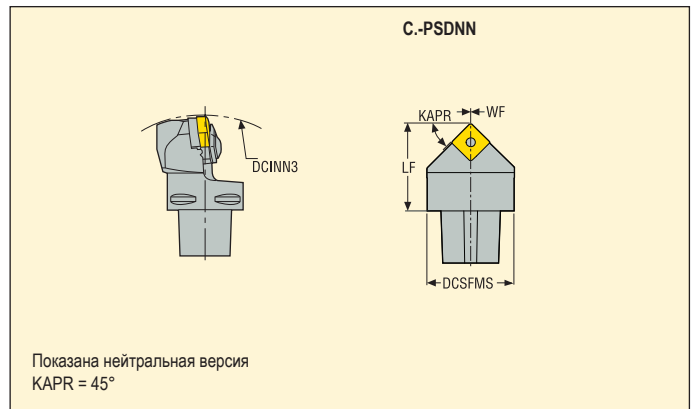 C.-PSDNN
KAPR
WF
LF
DCINN3
DCSFMS
Показана нейтральная версия
KAPR = 45°